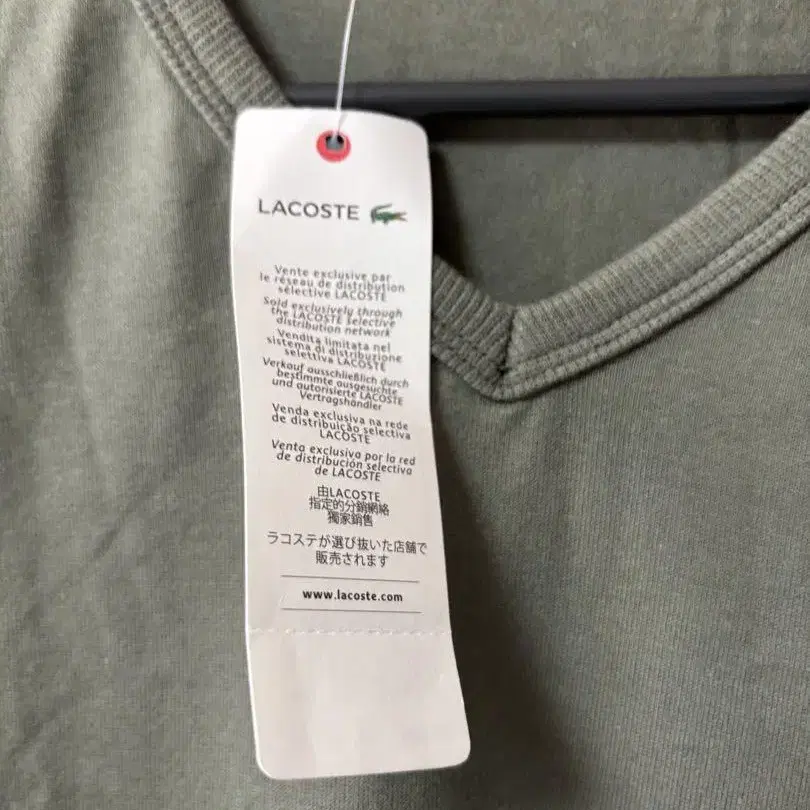 LACOSTE
Vente exclusive par
le réseau de distribution
sélective LACOSTE
Sold exclusively through
the LACOSTE selective
distribution network
Vendita limitata nel
sistema di distribuzione
selettiva LACOSTE
Verkauf ausschließlich durch
bestimmte ausgesuchte
und autorisierte LACOSTE
Vertragshändler
Venda exclusiva na rede
de distribuição selectiva
LACOSTE
Venta exclusiva por la red
de distribución selectiva
de LACOSTE
由LACOSTE
指定的分銷網絡
獨家銷售
ラコステが選び抜いた店舗で
販売されます
www.lacoste.com